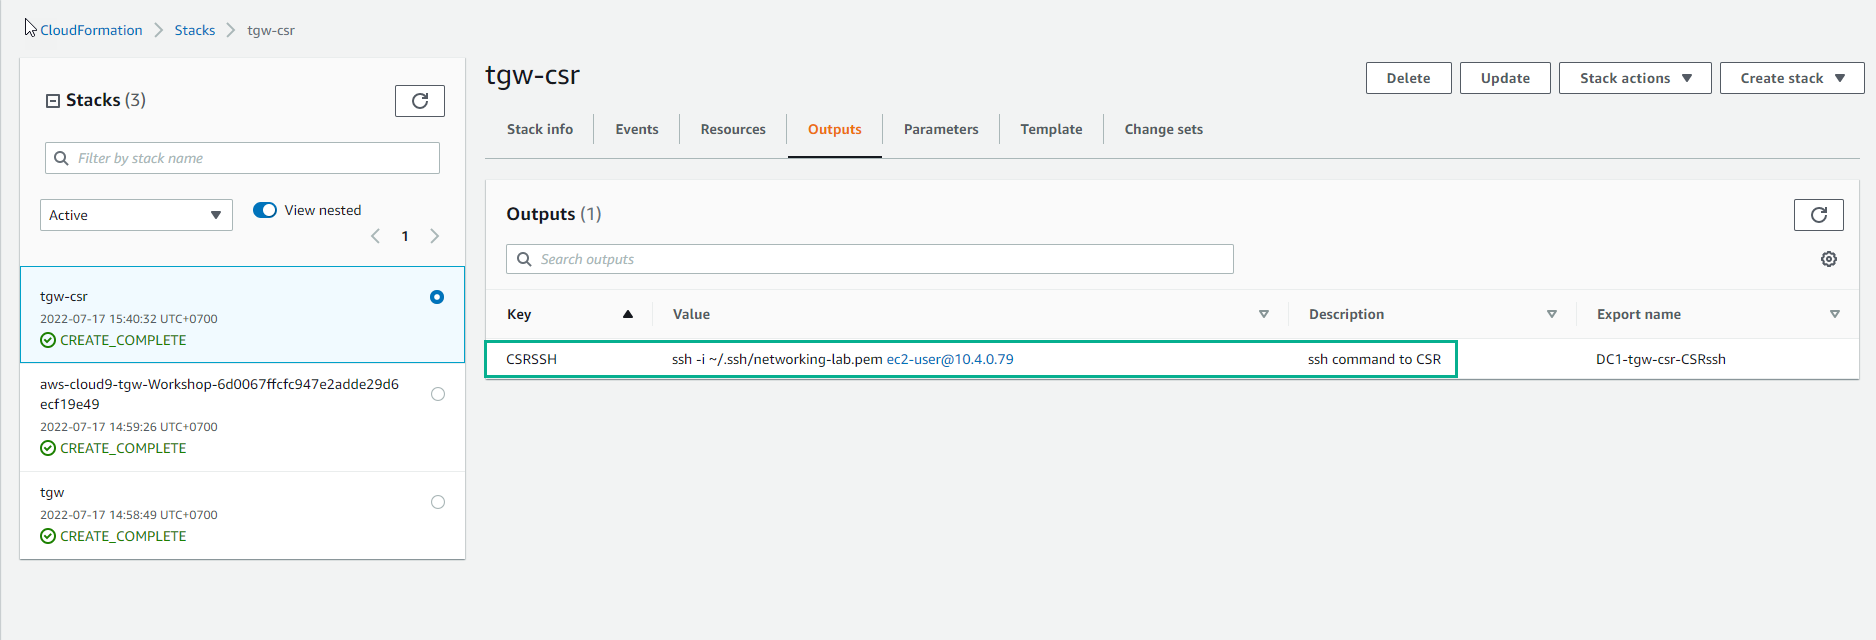 CloudFormation > Stacks > tgw-csr
Stacks (3)
Filter by stack name
Active
View nested
1
tgw-csr
2022-07-17 15:40:32 UTC+0700
CREATE_COMPLETE
aws-cloud9-tgw-Workshop-6d0067ffcfc947e2adde29d6
ecf19e49
2022-07-17 14:59:26 UTC+0700
CREATE_COMPLETE
tgw
2022-07-17 14:58:49 UTC+0700
CREATE_COMPLETE
tgw-csr
Delete Update Stack actions Create stack
Stack info Events Resources Outputs Parameters Template Change sets
Outputs (1)
Search outputs
Key Value Description Export name
CSRSSH ssh -i ~/.ssh/networking-lab.pem ec2-user@10.4.0.79 ssh command to CSR DC1-tgw-csr-CSRssh